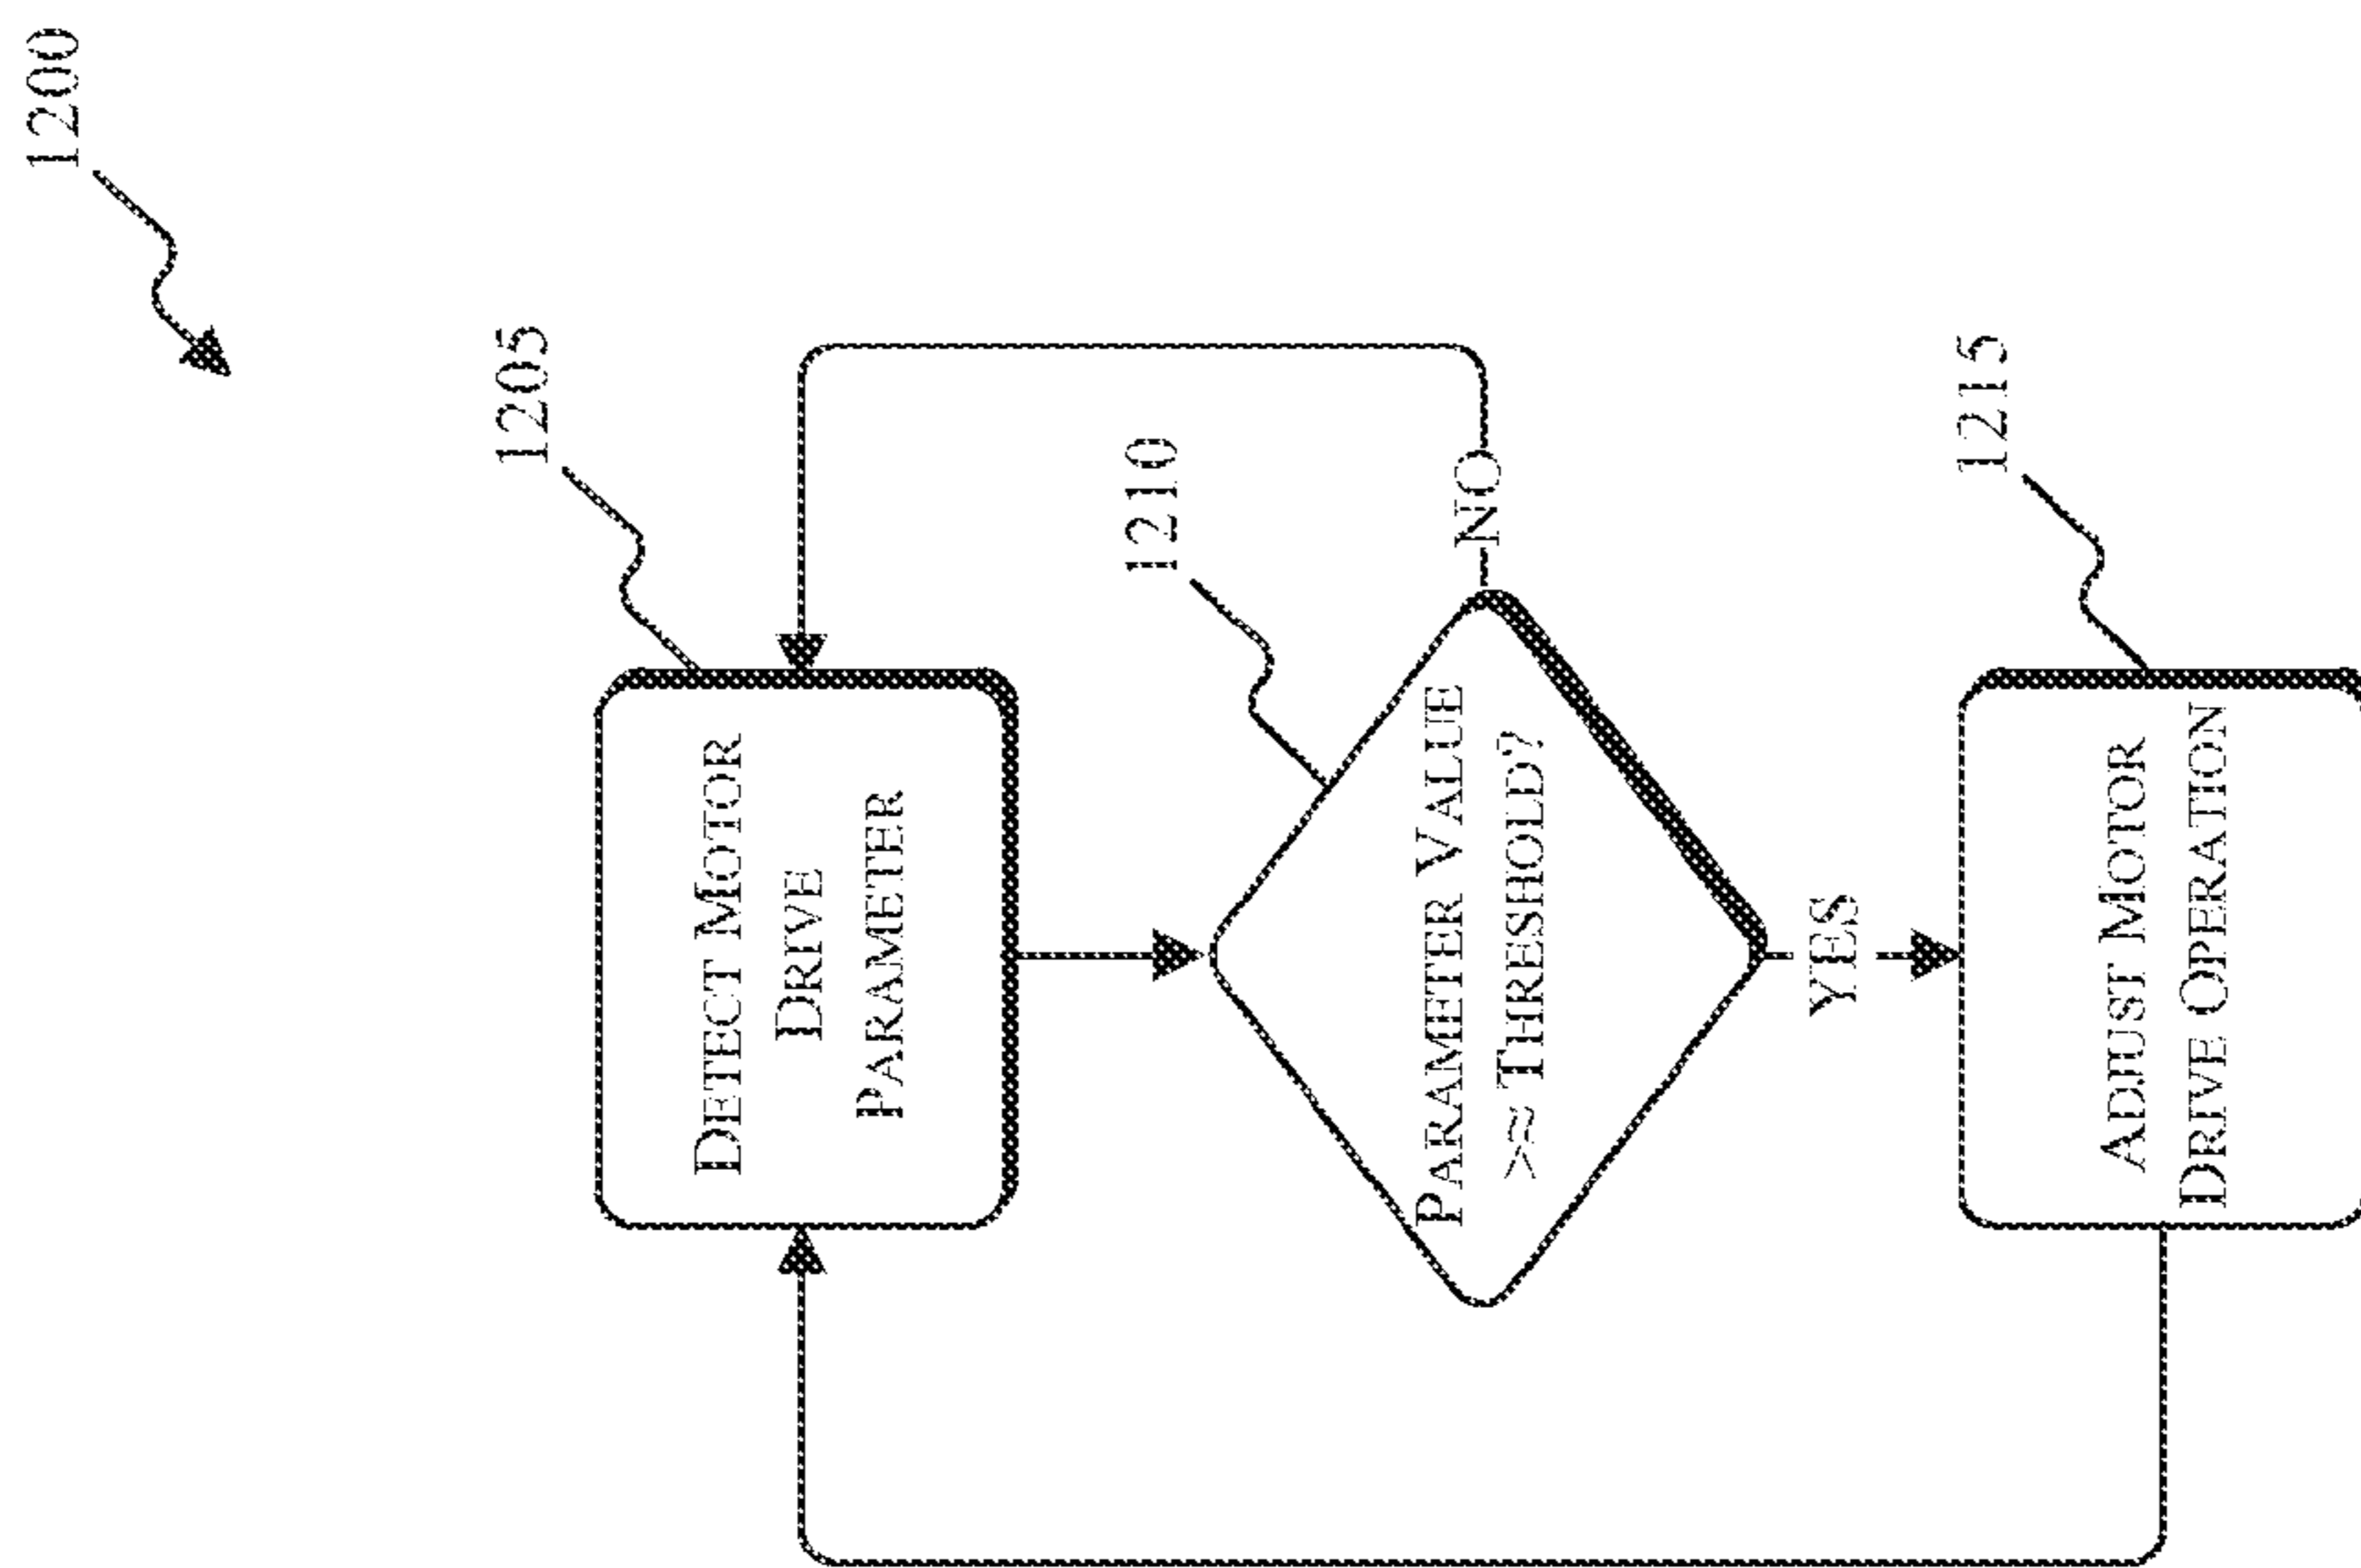 1200
1205
DETECT MOTOR
DRIVE
PARAMETER
1210
PARAMETER VALUE
>≈ THRESHOLD?
NO
YES
1215
ADJUST MOTOR
DRIVE OPERATION